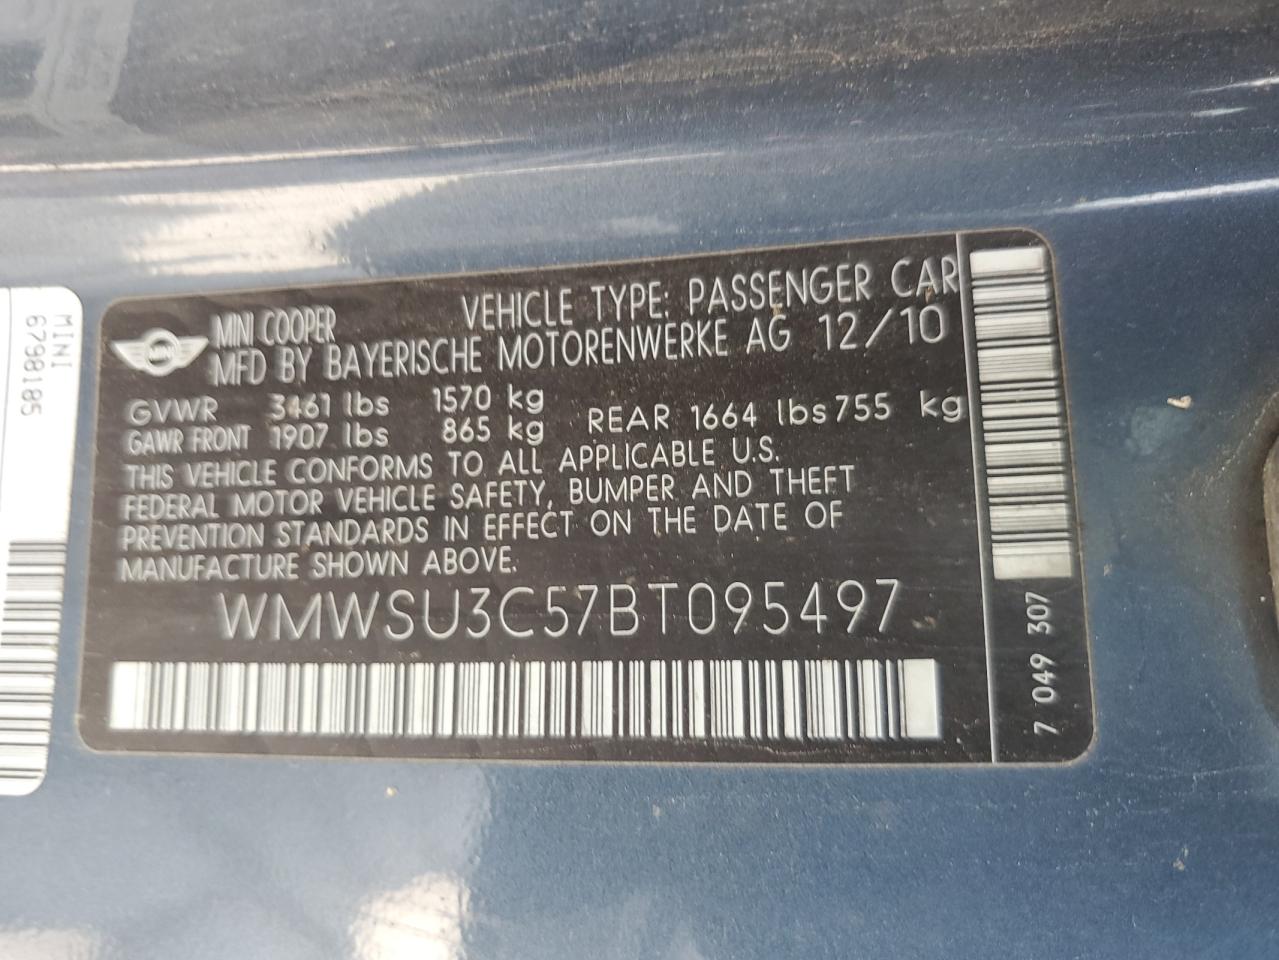 VEHICLE TYPE: PASSENGER CAR
MINI COOPER
MFD BY BAYERISCHE MOTORENWERKE AG 12/10
GVWR 3461 lbs 1570 kg
GAWR FRONT 1907 lbs 865 kg REAR 1664 lbs 755 kg
THIS VEHICLE CONFORMS TO ALL APPLICABLE U.S.
FEDERAL MOTOR VEHICLE SAFETY, BUMPER AND THEFT
PREVENTION STANDARDS IN EFFECT ON THE DATE OF
MANUFACTURE SHOWN ABOVE.
WMWSU3C57BT095497
7 049 307
MINI
6798185
MINI